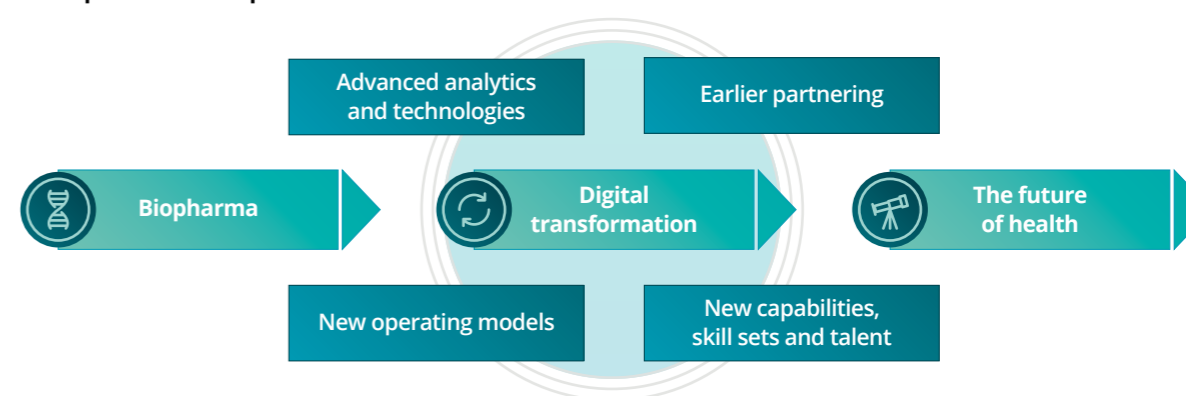 Advanced analytics
and technologies
Earlier partnering
Biopharma
Digital
transformation
The future
of health
New operating models
New capabilities,
skill sets and talent